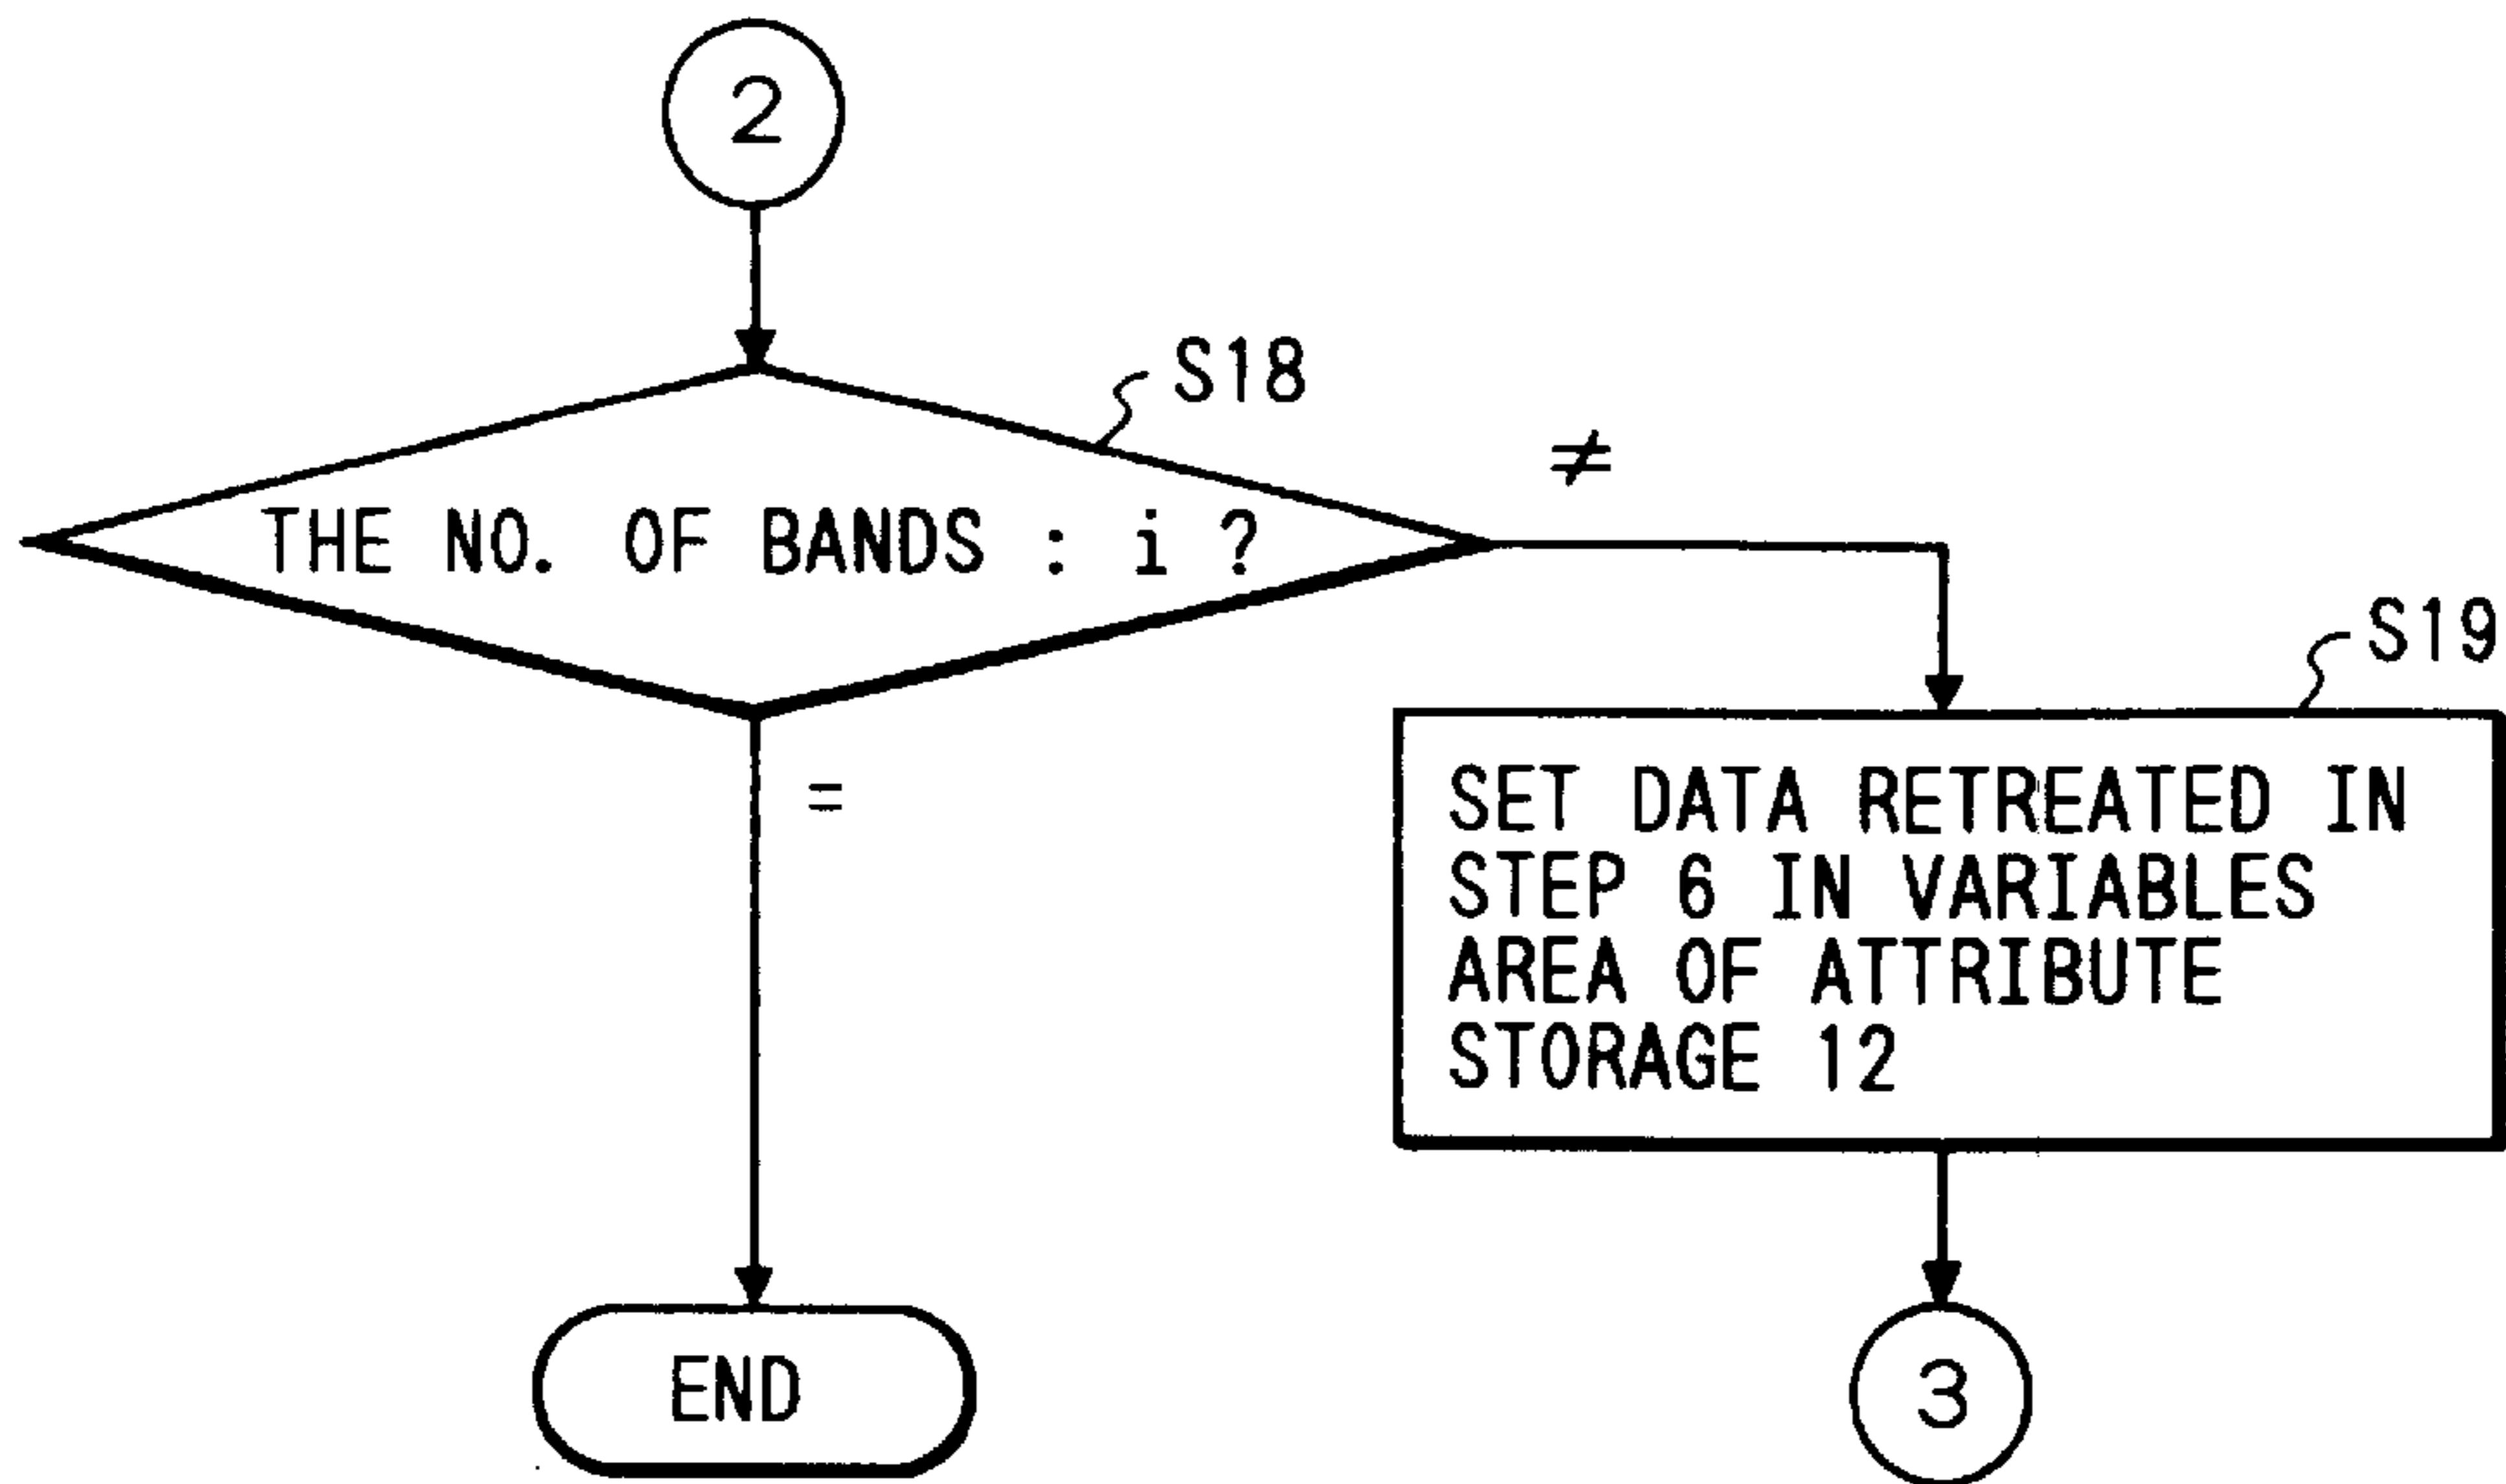 2
S18
≠
THE NO. OF BANDS : i ?
S19
=
SET DATA RETREATED IN
STEP 6 IN VARIABLES
AREA OF ATTRIBUTE
STORAGE 12
END
3